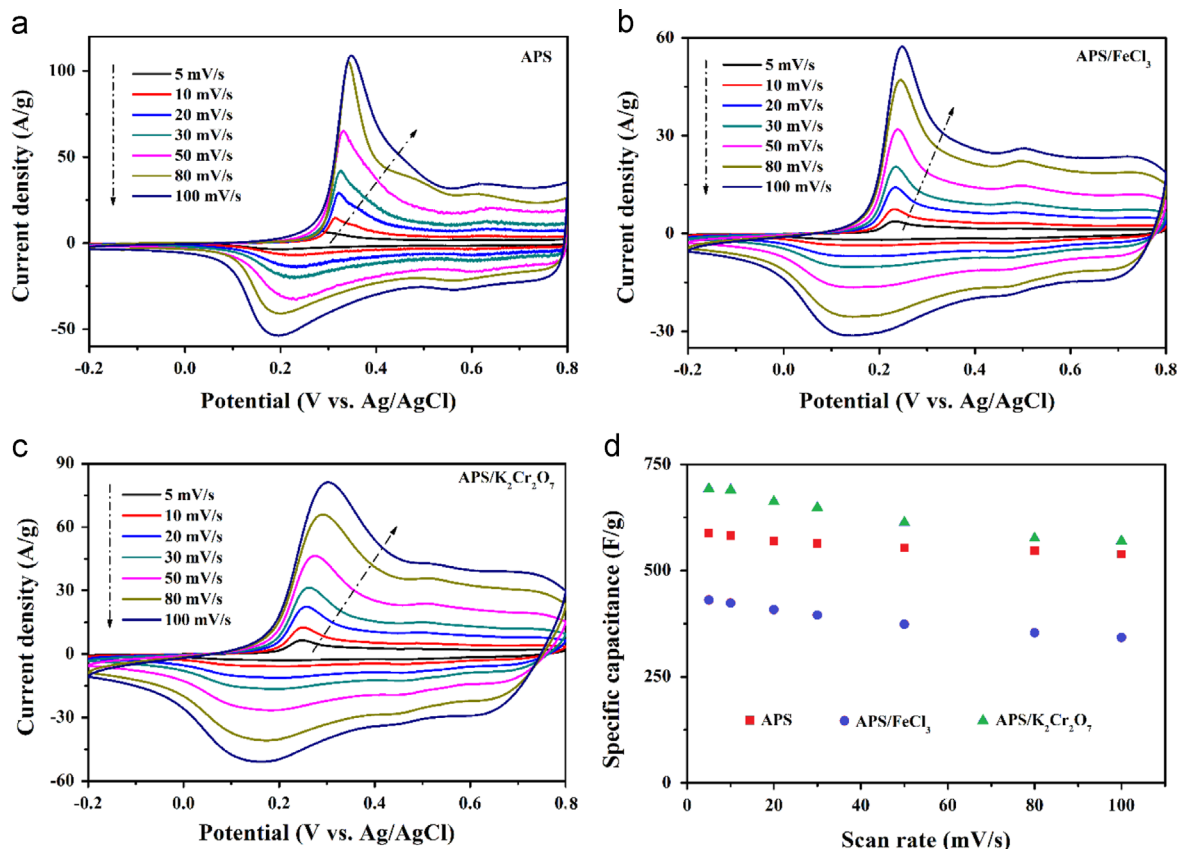 a
APS
5 mV/s
10 mV/s
20 mV/s
30 mV/s
50 mV/s
80 mV/s
100 mV/s
100
50
0
-50
-0.2 0.0 0.2 0.4 0.6 0.8
Current density (A/g)
Potential (V vs. Ag/AgCl)
b
APS/FeCl₃
5 mV/s
10 mV/s
20 mV/s
30 mV/s
50 mV/s
80 mV/s
100 mV/s
60
30
0
-30
-0.2 0.0 0.2 0.4 0.6 0.8
Current density (A/g)
Potential (V vs. Ag/AgCl)
c
APS/K₂Cr₂O₇
5 mV/s
10 mV/s
20 mV/s
30 mV/s
50 mV/s
80 mV/s
100 mV/s
90
60
30
0
-30
-60
-0.2 0.0 0.2 0.4 0.6 0.8
Current density (A/g)
Potential (V vs. Ag/AgCl)
d
750
500
250
0
APS APS/FeCl₃ APS/K₂Cr₂O₇
0 20 40 60 80 100
Specific capacitance (F/g)
Scan rate (mV/s)